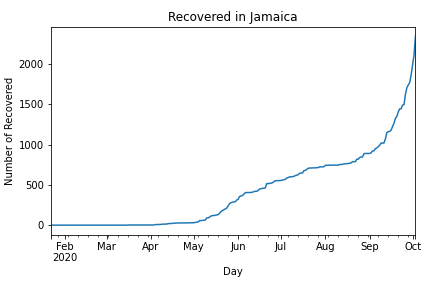 Recovered in Jamaica
Number of Recovered
2000
1500
1000
500
0
Feb Mar Apr May Jun Jul Aug Sep Oct
2020
Day